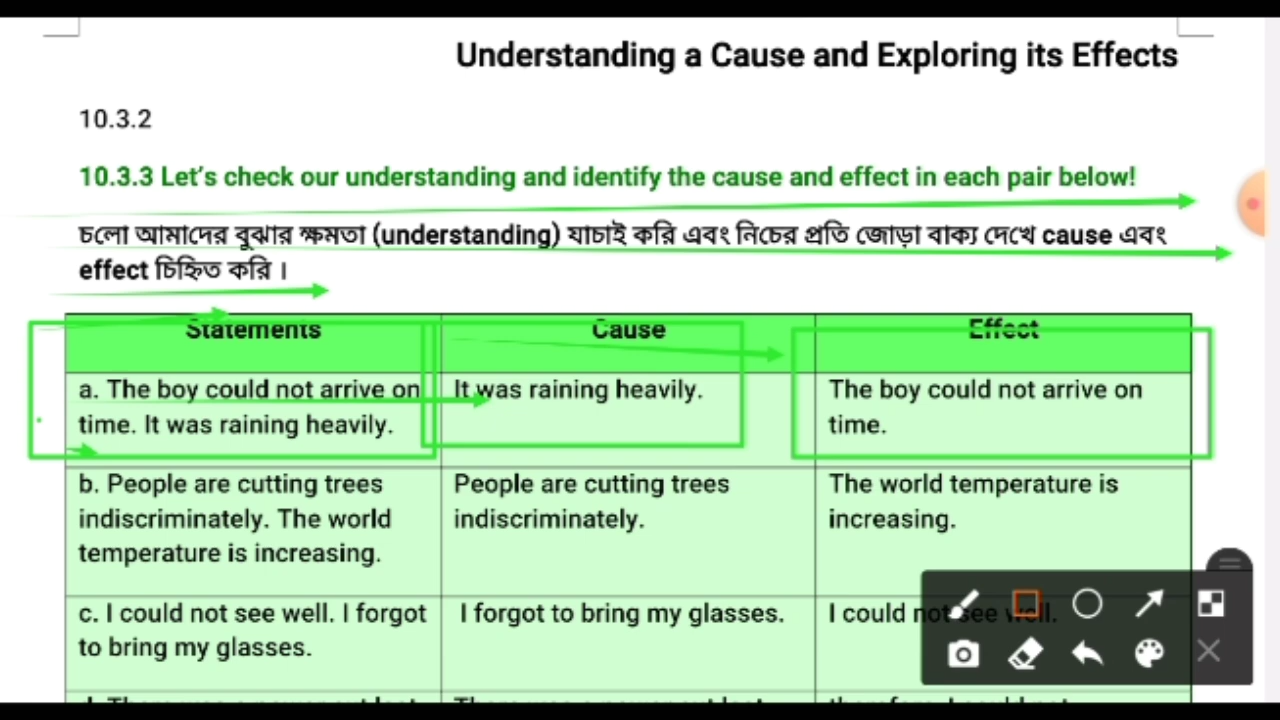 Understanding a Cause and Exploring its Effects
10.3.2
10.3.3 Let's check our understanding and identify the cause and effect in each pair below!
চলো আমাদের বুঝার ক্ষমতা (understanding) যাচাই করি এবং নিচের প্রতি জোড়া বাক্য দেখে cause এবং
effect চিহ্নিত করি।
Statements
Cause
Effect
a. The boy could not arrive on
time. It was raining heavily.
It was raining heavily.
The boy could not arrive on
time.
b. People are cutting trees
indiscriminately. The world
temperature is increasing.
People are cutting trees
indiscriminately.
The world temperature is
increasing.
c. I could not see well. I forgot
to bring my glasses.
I forgot to bring my glasses.
I could not see well.